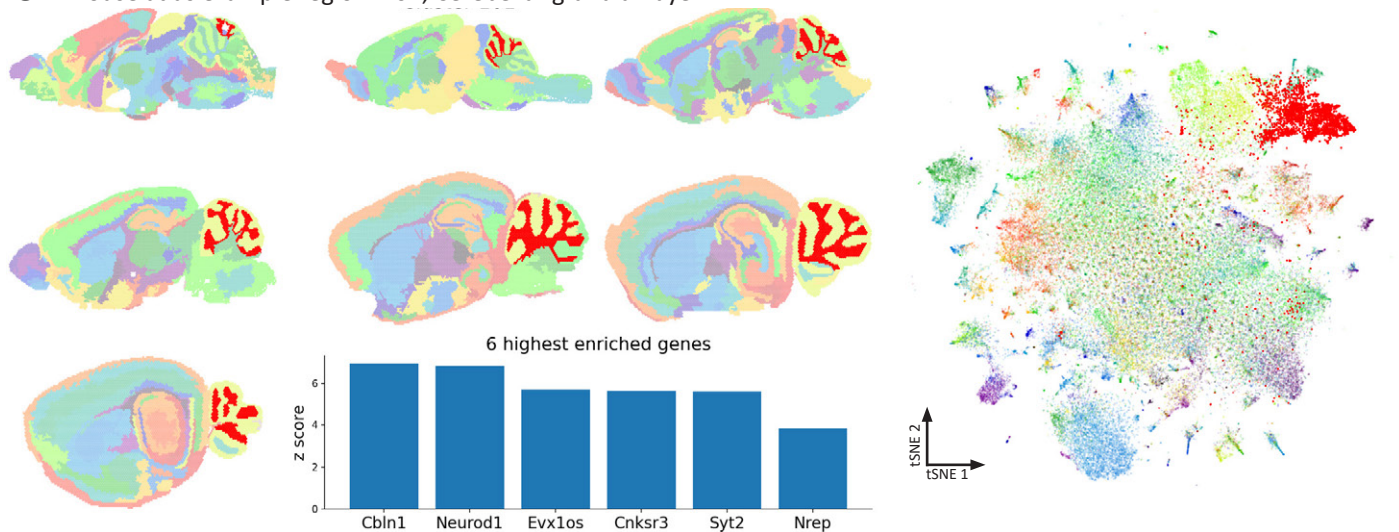 6 highest enriched genes
z score
6
4
2
0
Cbln1 Neurod1 Evx1os Cnksr3 Syt2 Nrep
tSNE 2
tSNE 1